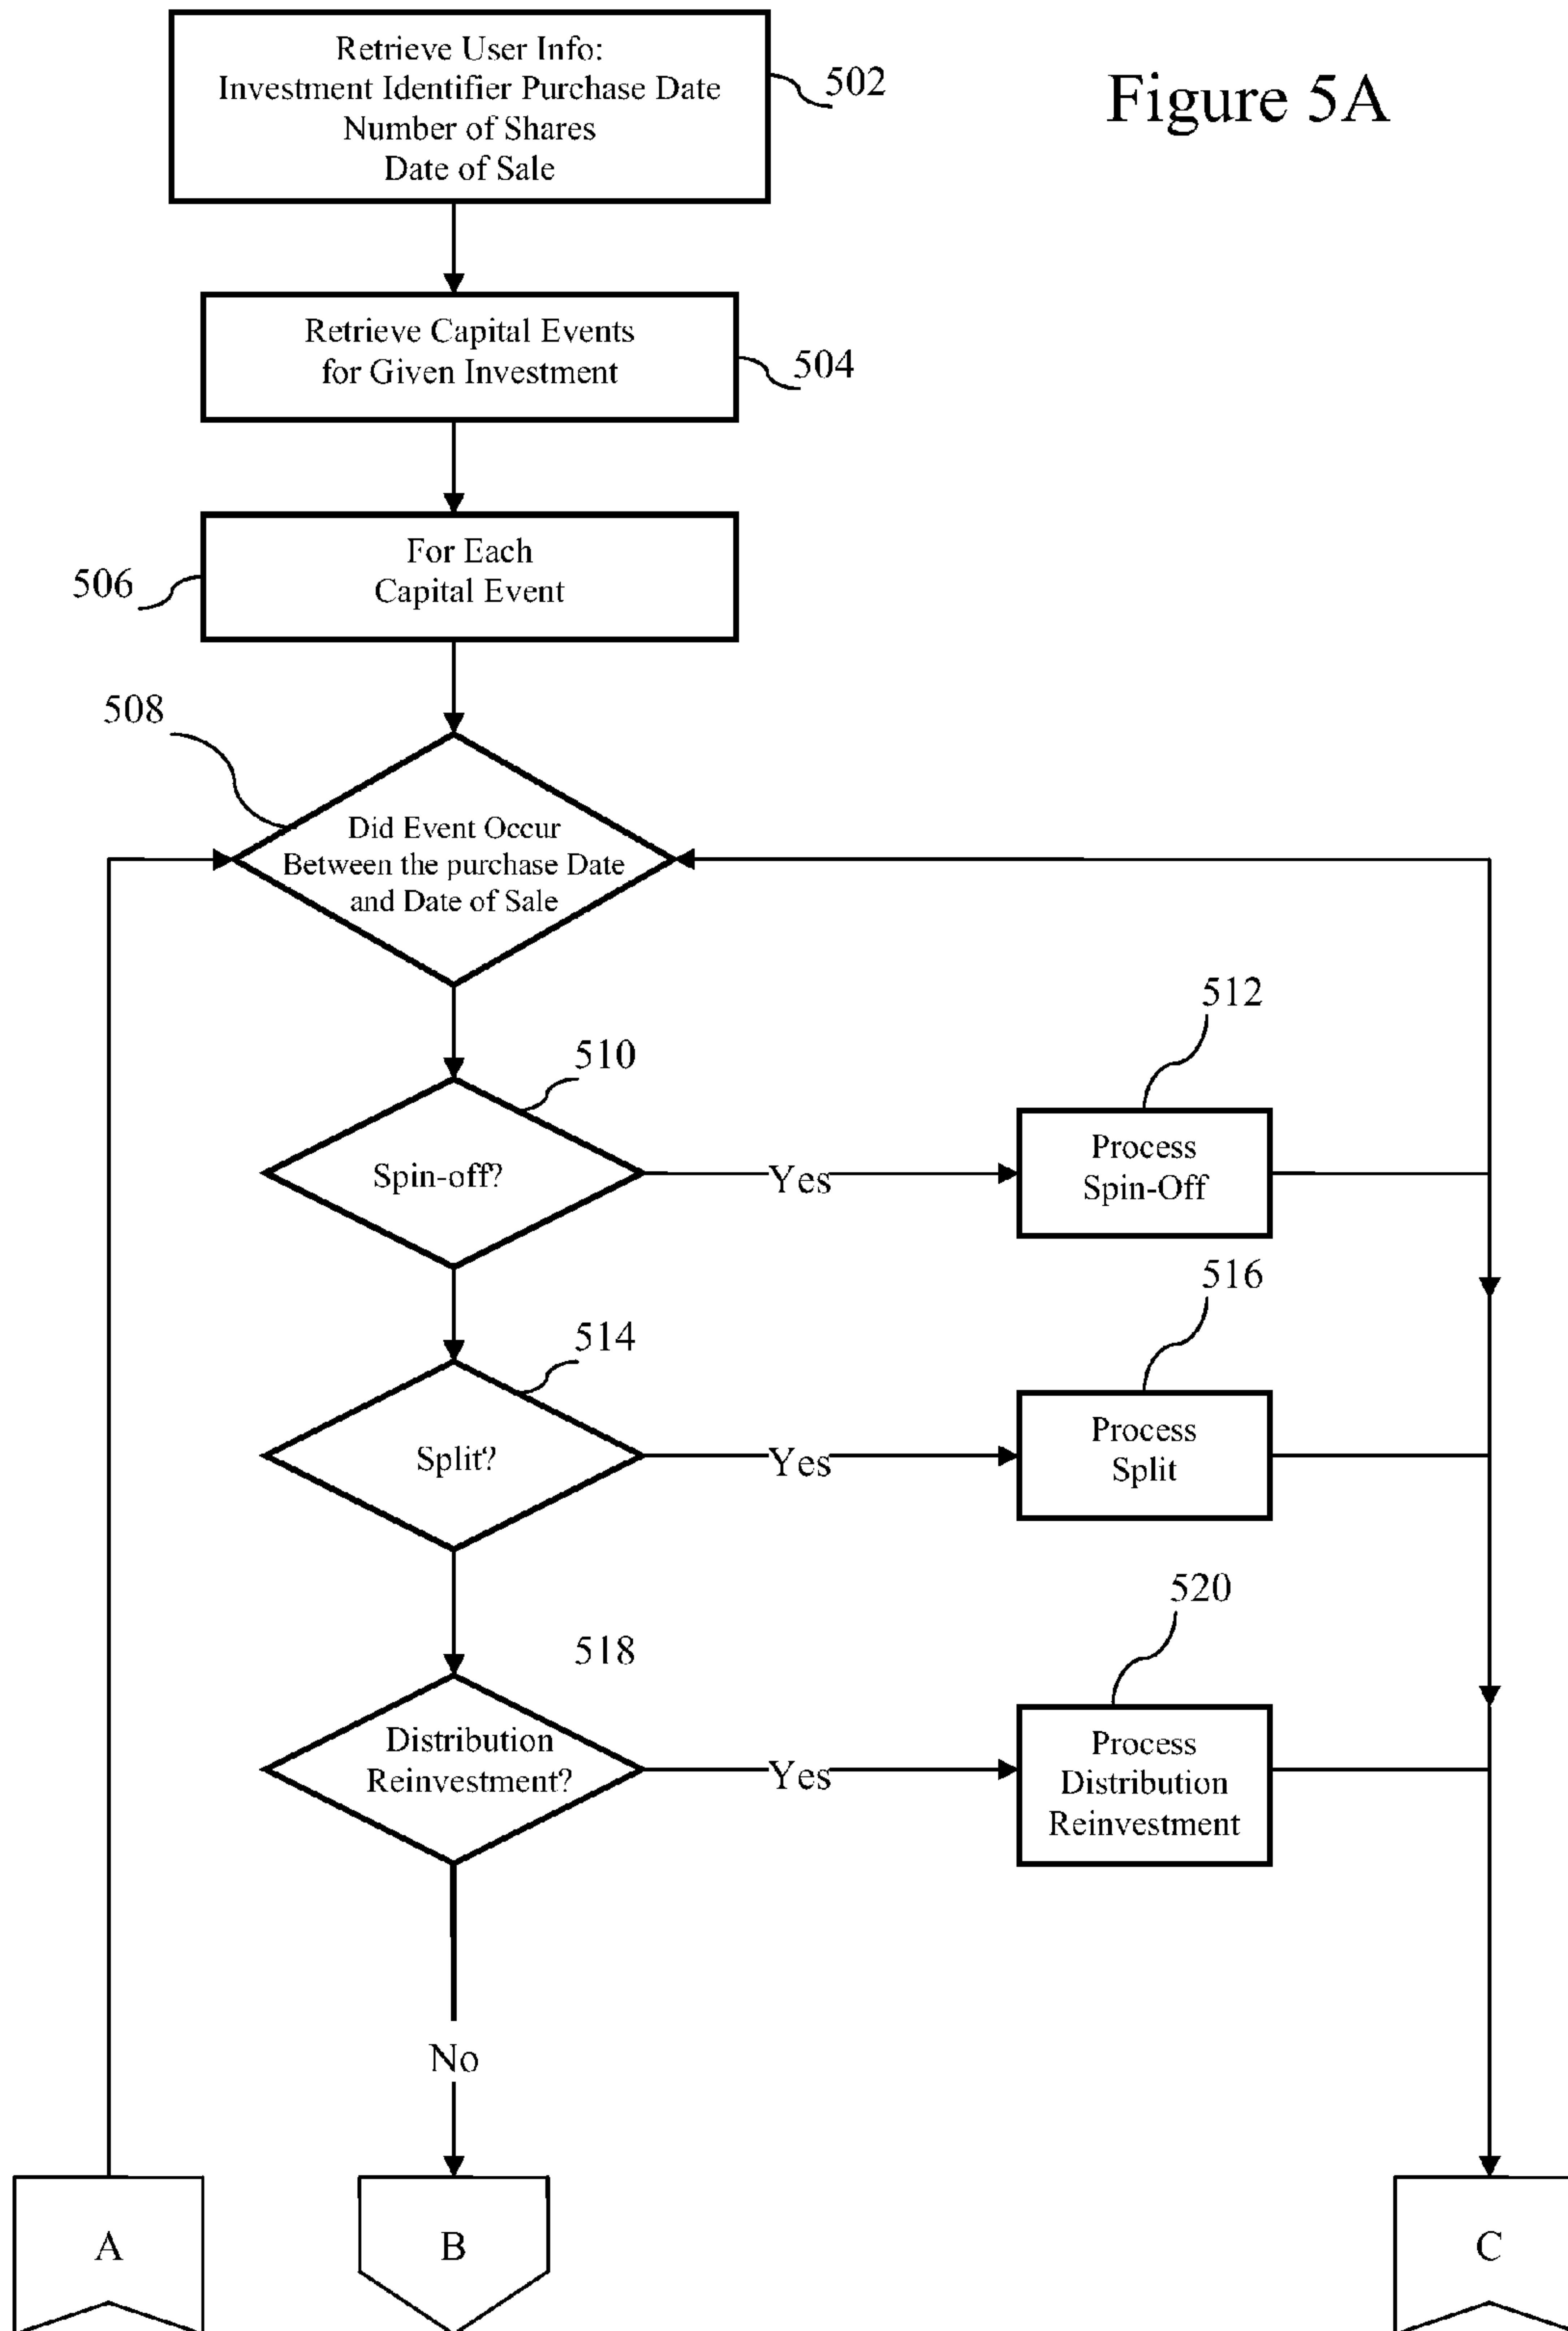 Retrieve User Info:
Investment Identifier Purchase Date
Number of Shares
Date of Sale
502
Figure 5A
Retrieve Capital Events
for Given Investment
504
For Each
Capital Event
506
508
Did Event Occur
Between the purchase Date
and Date of Sale
510
Spin-off?
Yes
512
Process
Spin-Off
514
Split?
Yes
516
Process
Split
518
Distribution
Reinvestment?
Yes
520
Process
Distribution
Reinvestment
No
A
B
C